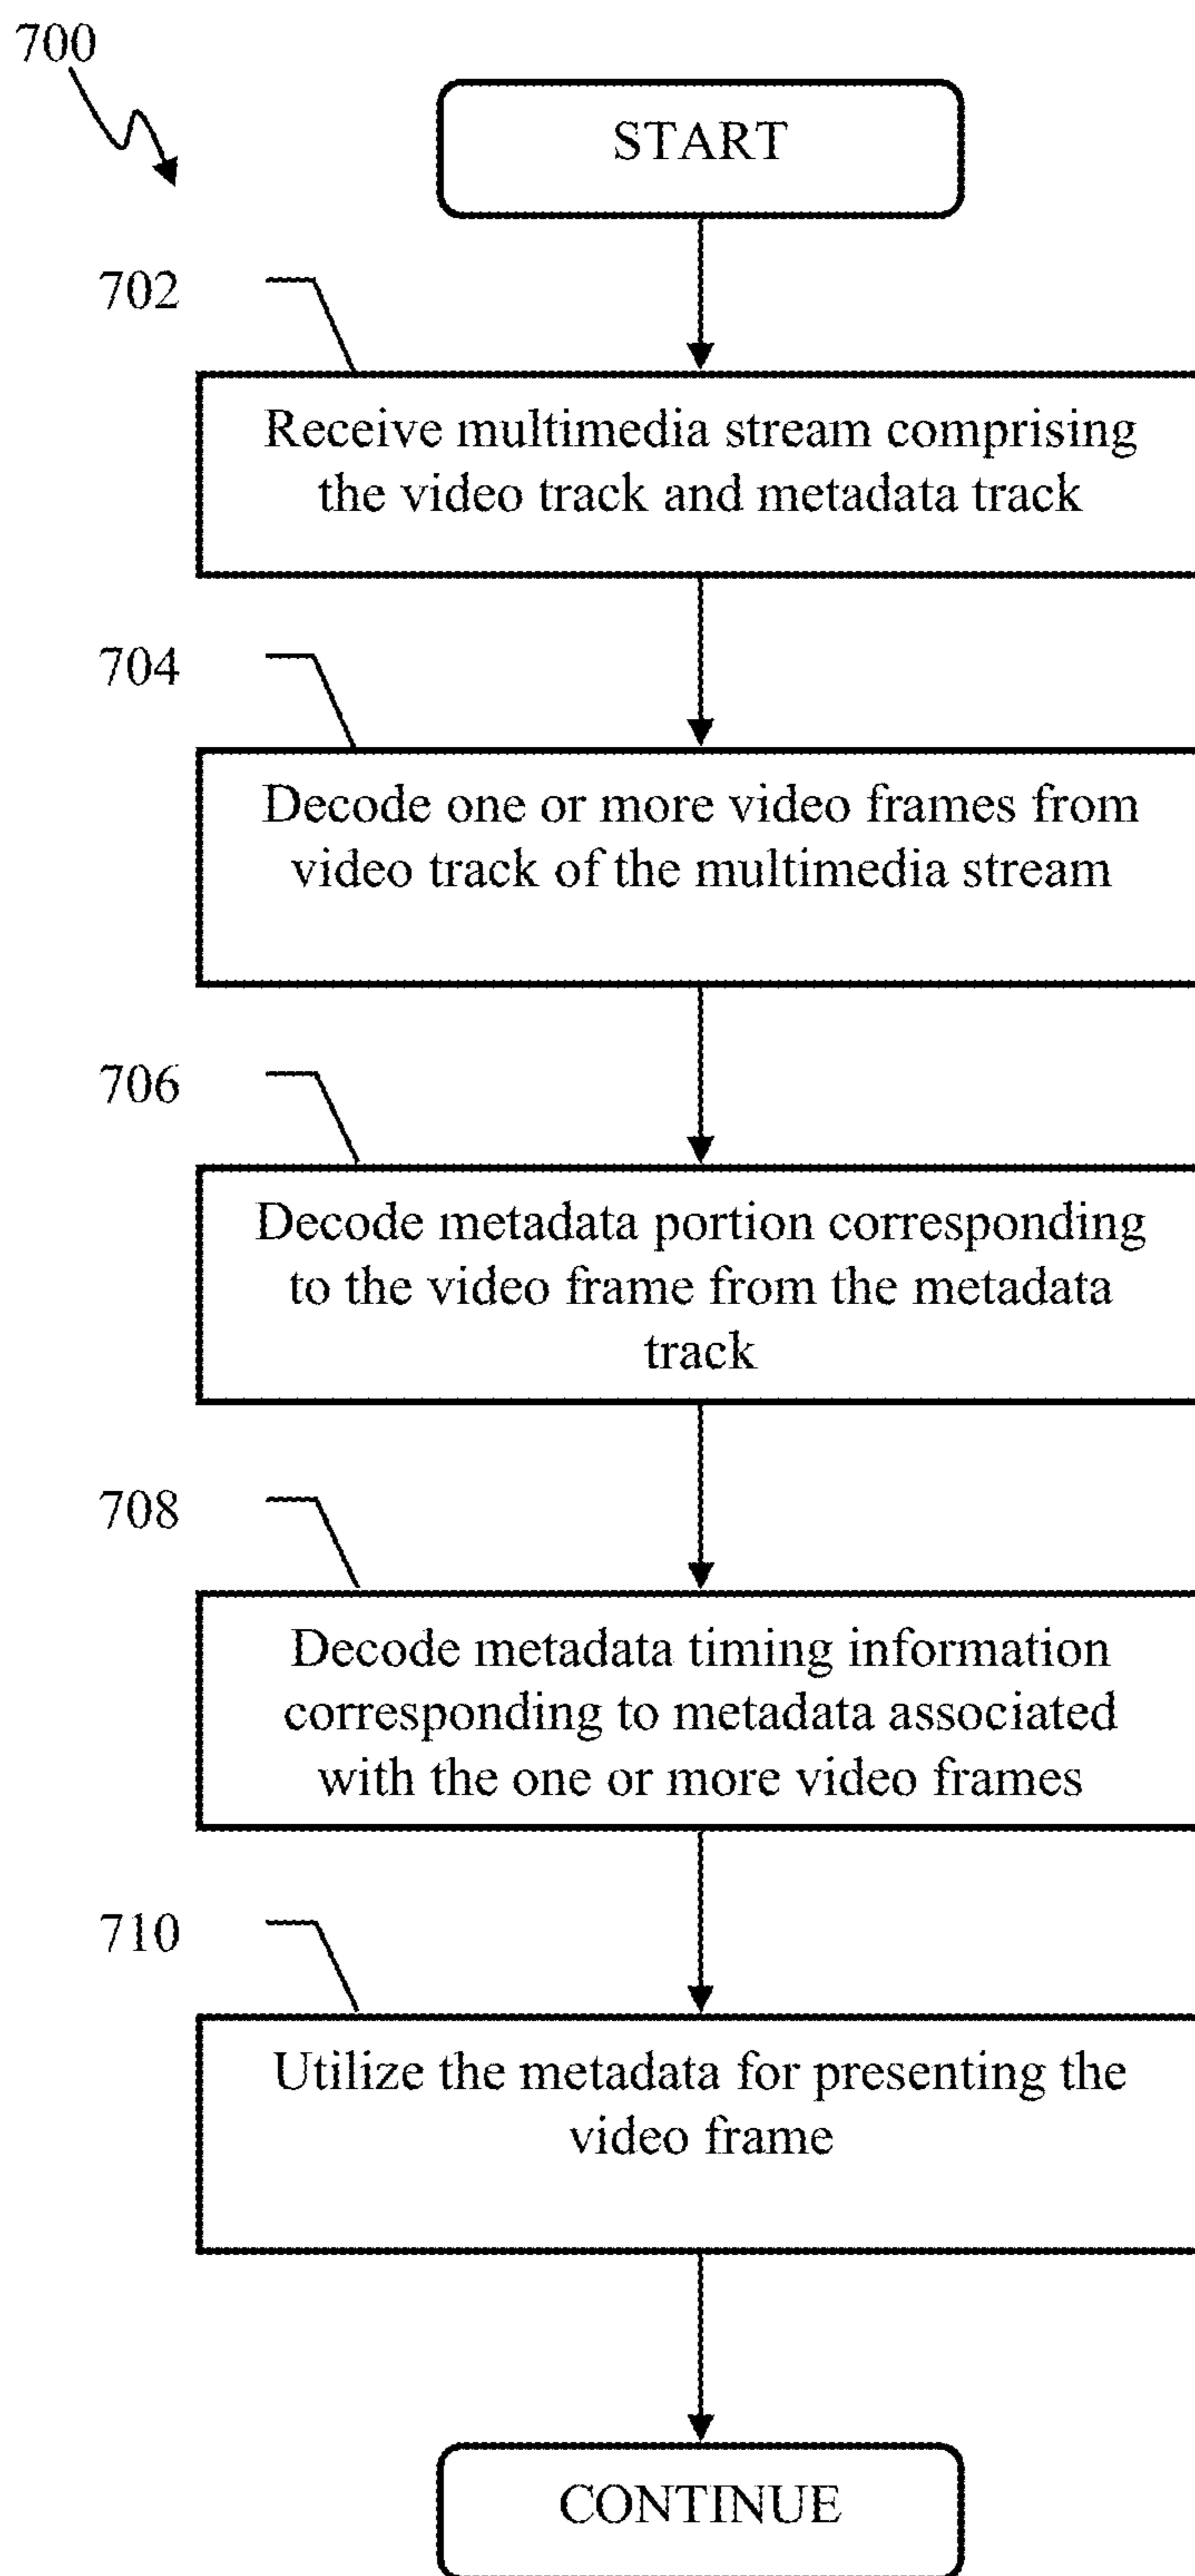 700
START
702
Receive multimedia stream comprising
the video track and metadata track
704
Decode one or more video frames from
video track of the multimedia stream
706
Decode metadata portion corresponding
to the video frame from the metadata
track
708
Decode metadata timing information
corresponding to metadata associated
with the one or more video frames
710
Utilize the metadata for presenting the
video frame
CONTINUE